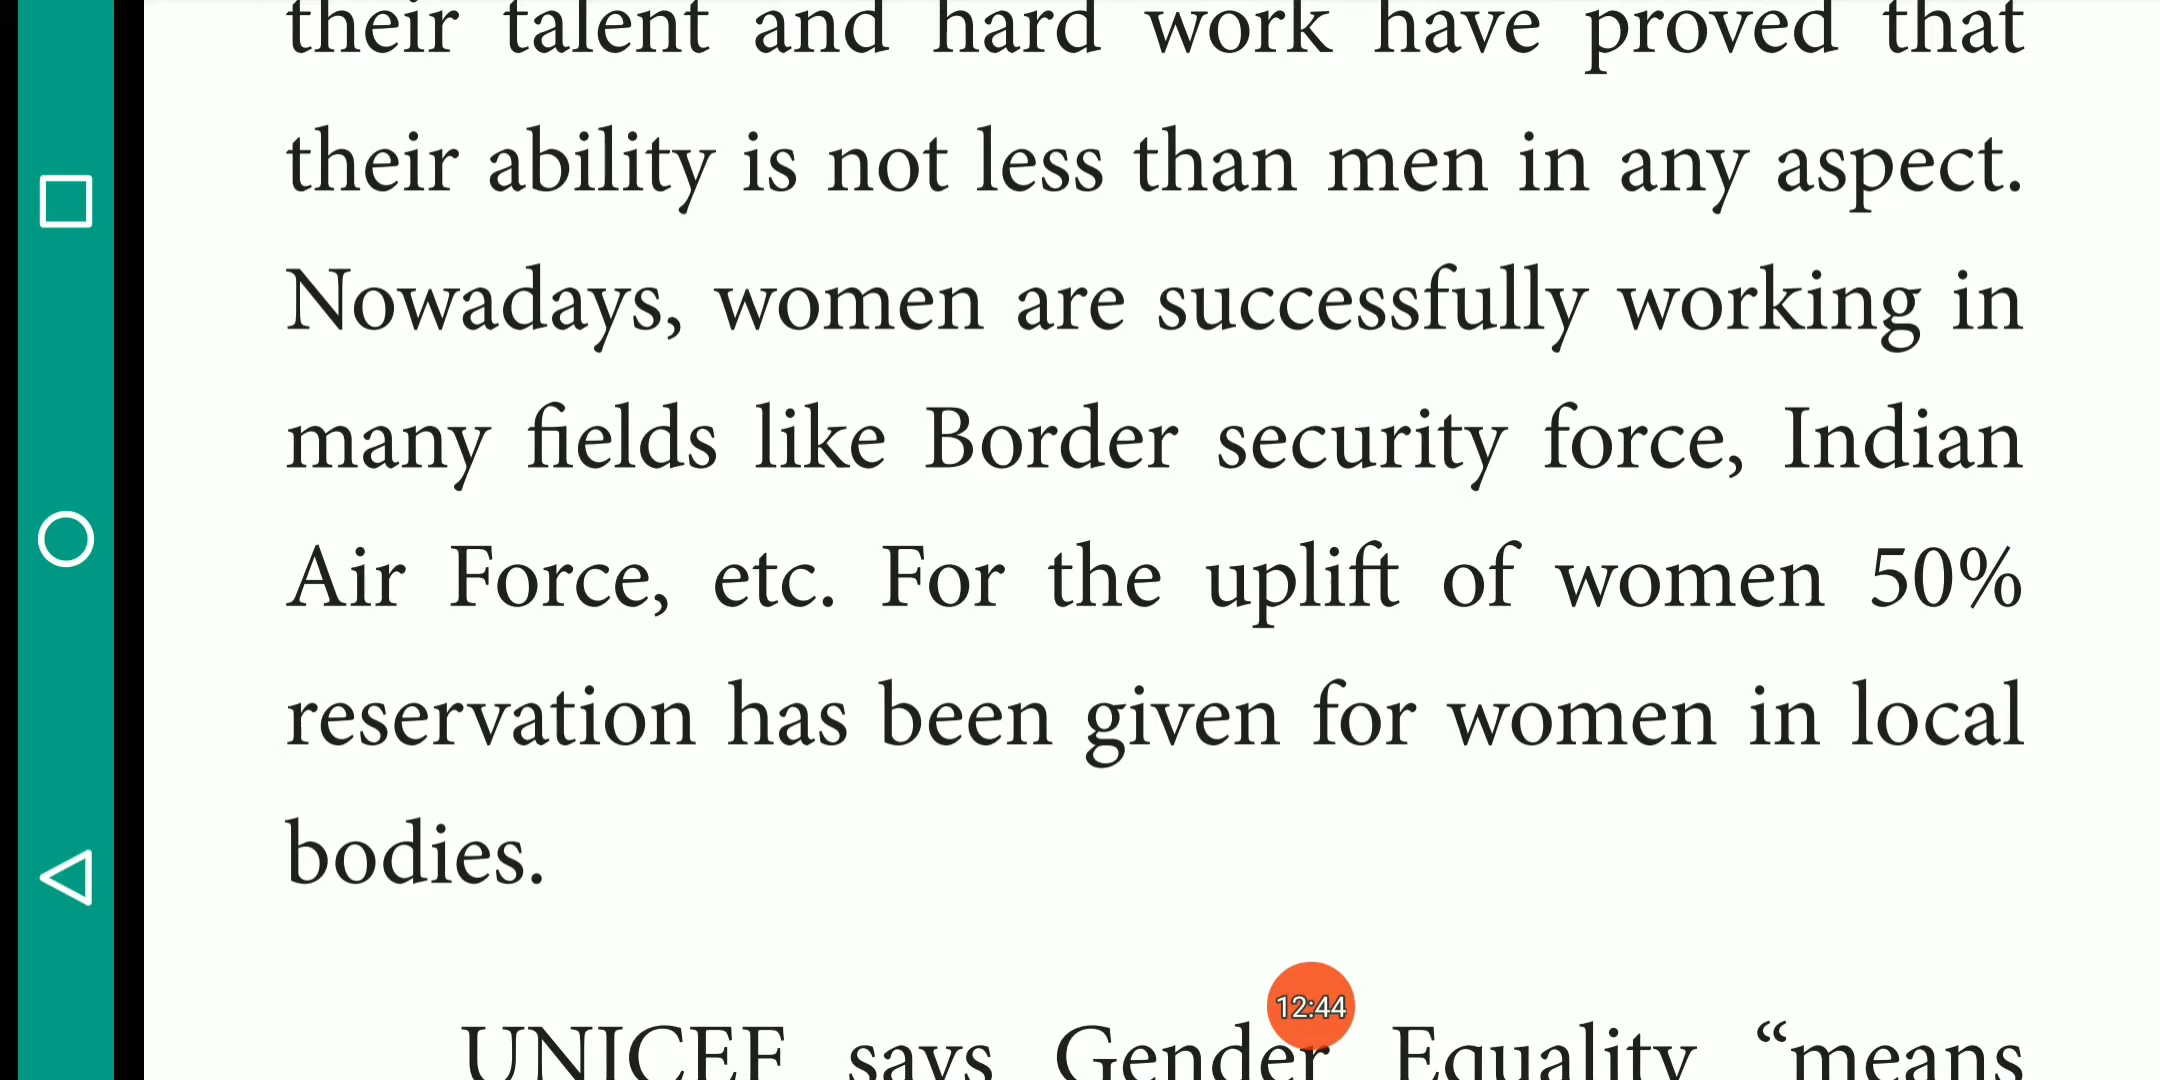 their talent and hard work have proved that
their ability is not less than men in any aspect.
Nowadays, women are successfully working in
many fields like Border security force, Indian
Air Force, etc. For the uplift of women 50%
reservation has been given for women in local
bodies.
12:44
UNICEF says Gender Equality “means